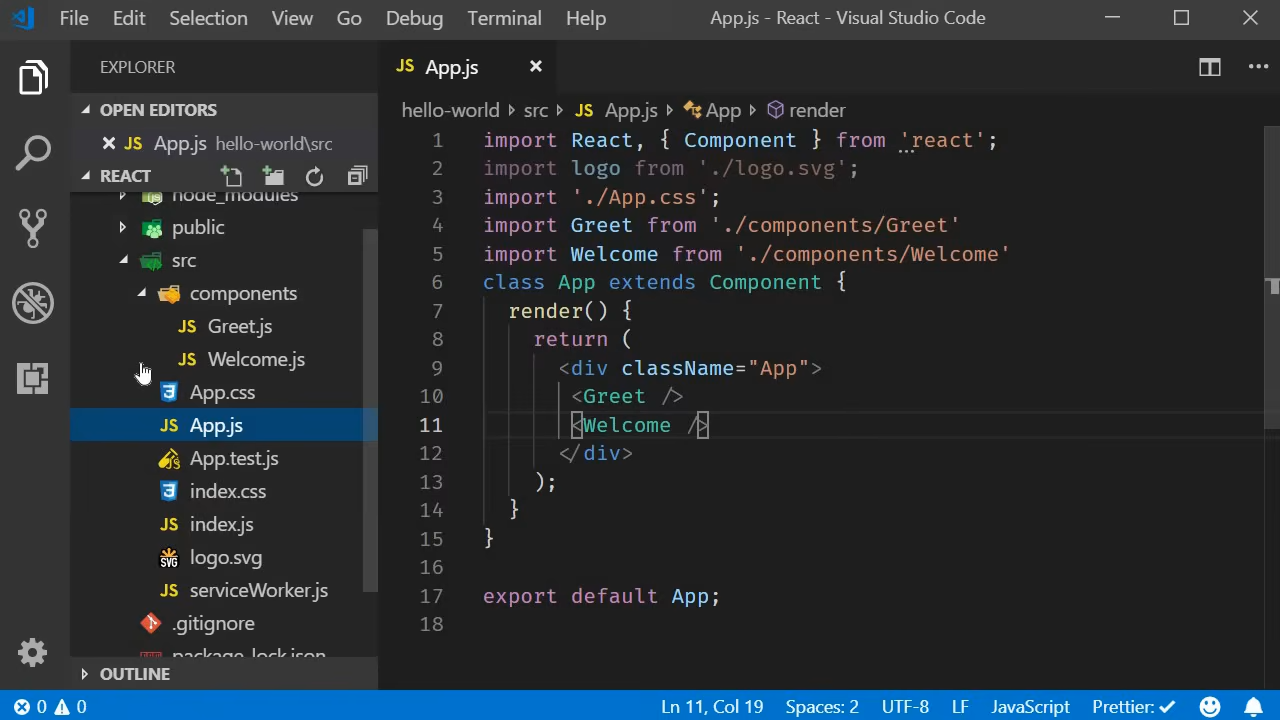 File Edit Selection View Go Debug Terminal Help App.js - React - Visual Studio Code
EXPLORER
OPEN EDITORS
JS App.js hello-world\src
REACT
node_modules
public
src
components
JS Greet.js
JS Welcome.js
App.css
JS App.js
App.test.js
index.css
JS index.js
SVG logo.svg
JS serviceWorker.js
.gitignore
package-lock.json
OUTLINE
JS App.js
hello-world src JS App.js App render
1 import React, { Component } from 'react';
2 import logo from './logo.svg';
3 import './App.css';
4 import Greet from './components/Greet'
5 import Welcome from './components/Welcome'
6 class App extends Component {
7 render() {
8 return (
9 <div className="App">
10 <Greet />
11 <Welcome />
12 </div>
13 );
14 }
15 }
16
17 export default App;
18
0 0 Ln 11, Col 19 Spaces: 2 UTF-8 LF JavaScript Prettier: ✓